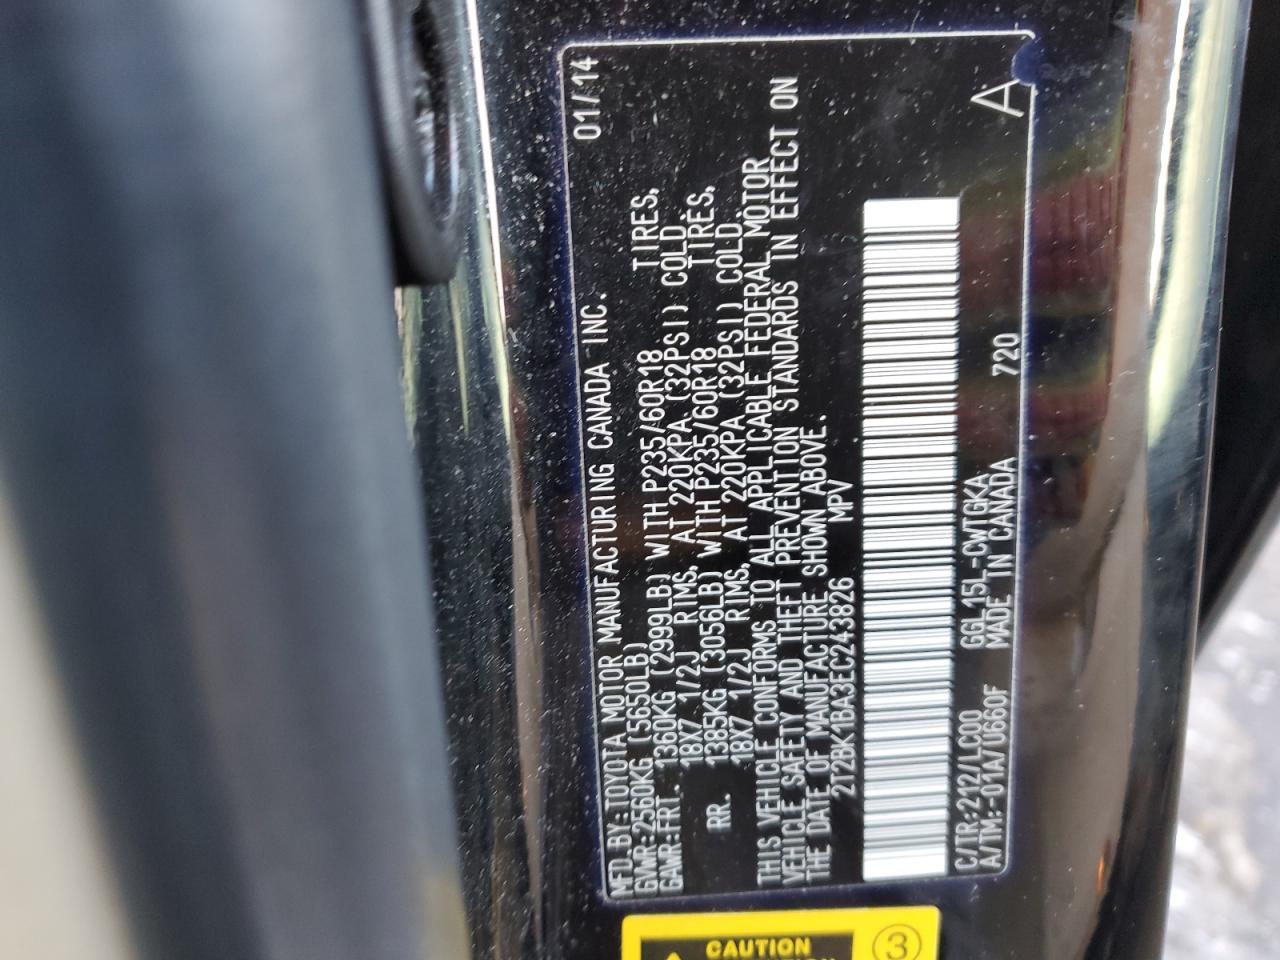 MFD.BY:TOYOTA MOTOR MANUFACTURING CANADA INC. 01/14
GVWR:2560KG (5650LB)
GAWR:FRT. 1360KG (2999LB) WITH P235/60R18 TIRES,
18X7 1/2J RIMS, AT 220KPA (32PSI) COLD.
RR. 1385KG (3056LB) WITH P235/60R18 TIRES,
18X7 1/2J RIMS, AT 220KPA (32PSI) COLD.
THIS VEHICLE CONFORMS TO ALL APPLICABLE FEDERAL MOTOR
VEHICLE SAFETY AND THEFT PREVENTION STANDARDS IN EFFECT ON
THE DATE OF MANUFACTURE SHOWN ABOVE.
2T2BK1BA3EC243826 MPV
C/TR:212/LC00 GGL15L-CWTGKA
A/TM:-01A/U660F MADE IN CANADA 720 A
CAUTION 3